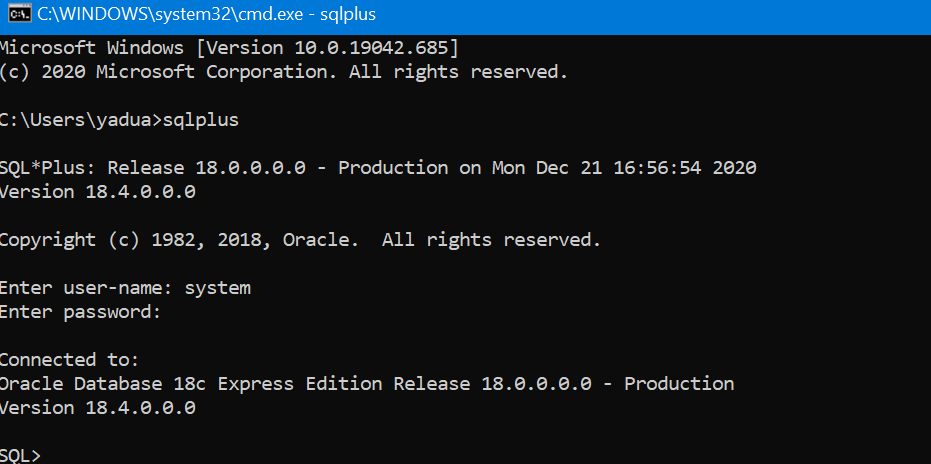 C:\WINDOWS\system32\cmd.exe - sqlplus
Microsoft Windows [Version 10.0.19042.685]
(c) 2020 Microsoft Corporation. All rights reserved.
C:\Users\yadua>sqlplus
SQL*Plus: Release 18.0.0.0.0 - Production on Mon Dec 21 16:56:54 2020
Version 18.4.0.0.0
Copyright (c) 1982, 2018, Oracle.  All rights reserved.
Enter user-name: system
Enter password:
Connected to:
Oracle Database 18c Express Edition Release 18.0.0.0.0 - Production
Version 18.4.0.0.0
SQL>